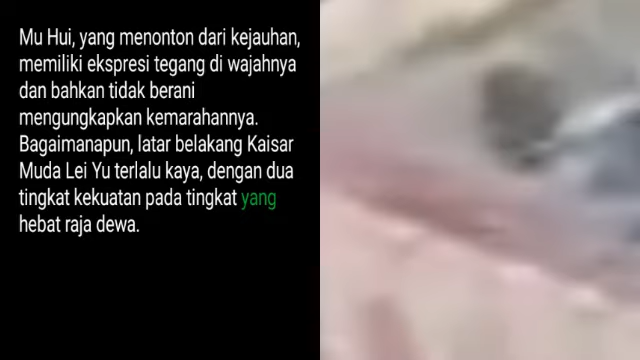 Mu Hui, yang menonton dari kejauhan,
memiliki ekspresi tegang di wajahnya
dan bahkan tidak berani
mengungkapkan kemarahannya.
Bagaimanapun, latar belakang Kaisar
Muda Lei Yu terlalu kaya, dengan dua
tingkat kekuatan pada tingkat yang
hebat raja dewa.